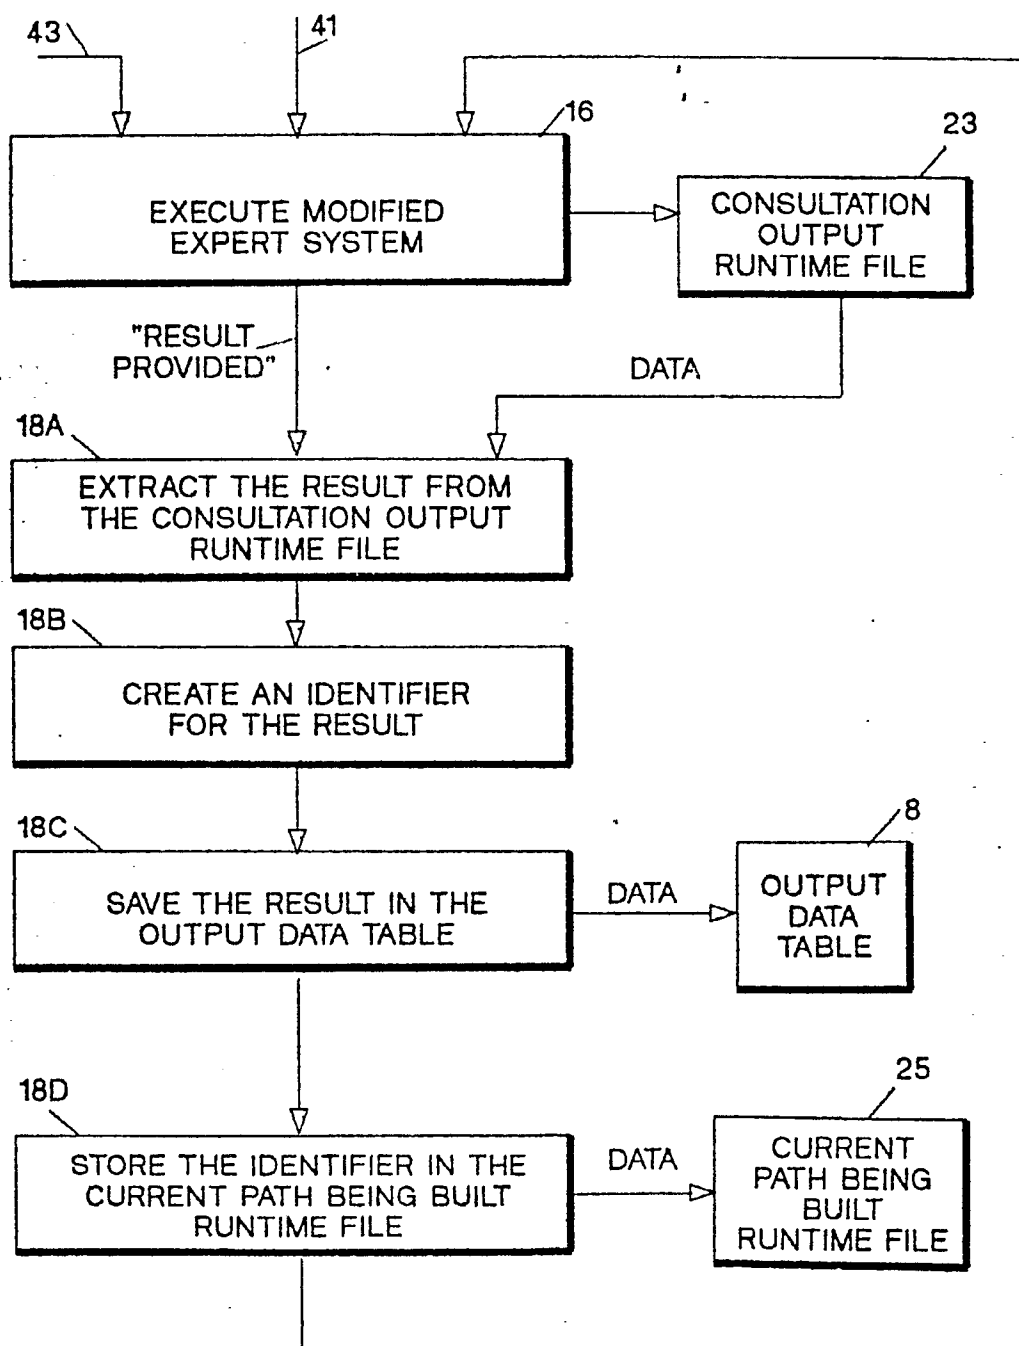 43
41
16
23
EXECUTE MODIFIED
EXPERT SYSTEM
CONSULTATION
OUTPUT
RUNTIME FILE
"RESULT
PROVIDED"
DATA
18A
EXTRACT THE RESULT FROM
THE CONSULTATION OUTPUT
RUNTIME FILE
18B
CREATE AN IDENTIFIER
FOR THE RESULT
18C
8
SAVE THE RESULT IN THE
OUTPUT DATA TABLE
DATA
OUTPUT
DATA
TABLE
18D
25
STORE THE IDENTIFIER IN THE
CURRENT PATH BEING BUILT
RUNTIME FILE
DATA
CURRENT
PATH BEING
BUILT
RUNTIME FILE